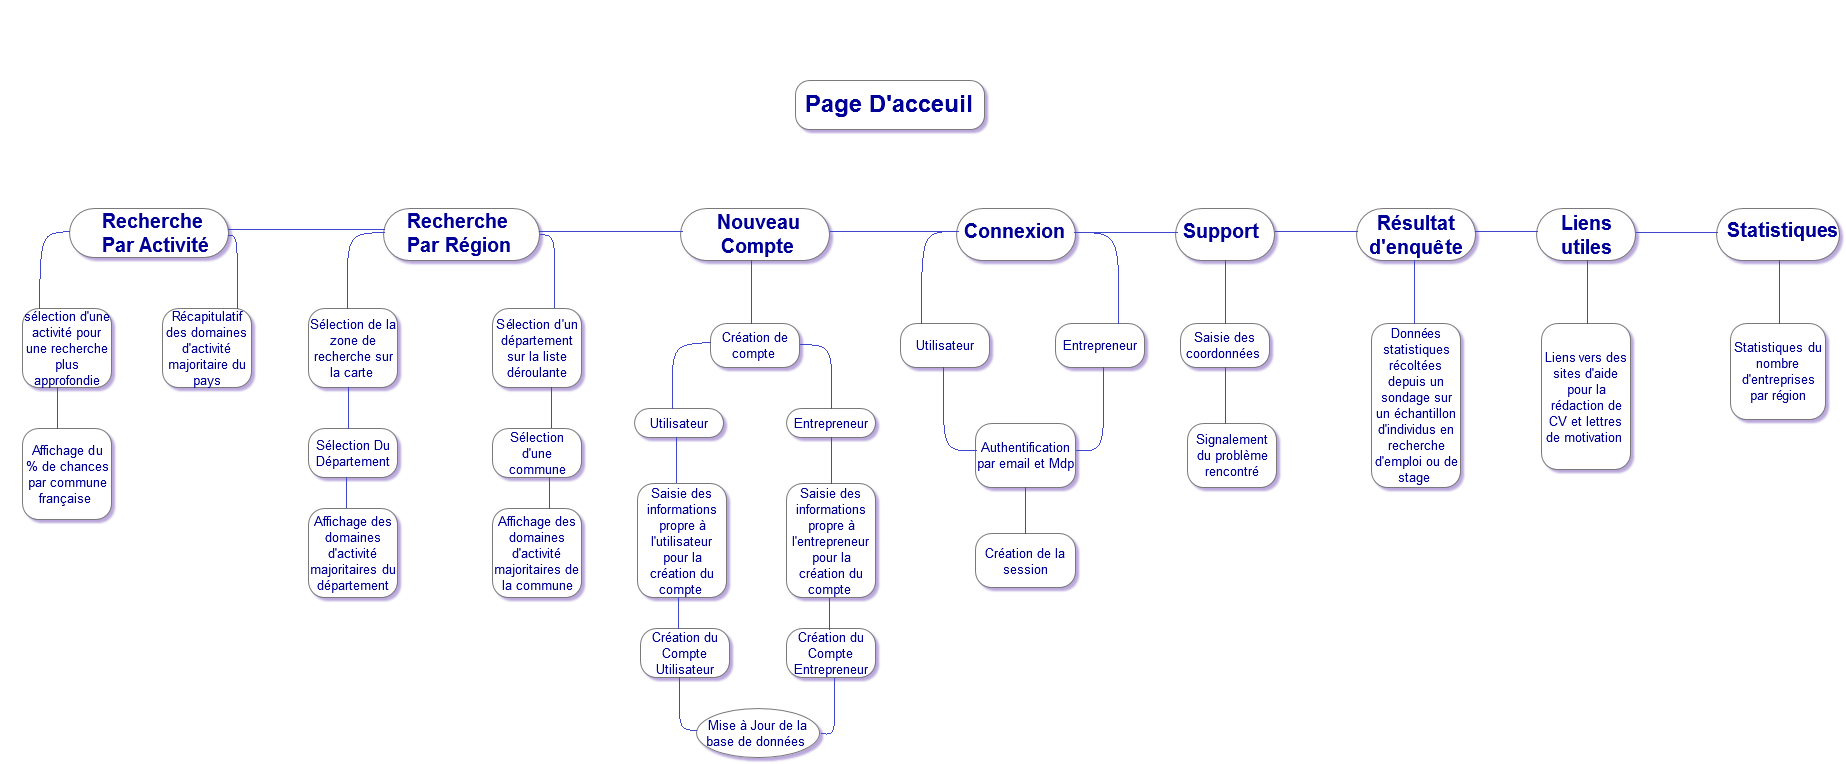 Page D'acceuil
Recherche
Par Activité
Recherche
Par Région
Nouveau
Compte
Connexion
Support
Résultat
d'enquête
Liens
utiles
Statistiques
sélection d'une
activité pour
une recherche
plus
approfondie
Récapitulatif
des domaines
d'activité
majoritaire du
pays
Sélection de la
zone de
recherche sur
la carte
Sélection d'un
département
sur la liste
déroulante
Création de
compte
Utilisateur
Entrepreneur
Saisie des
coordonnées
Données
statistiques
récoltées
depuis un
sondage sur
un échantillon
d'individus en
recherche
d'emploi ou de
stage
Liens vers des
sites d'aide
pour la
rédaction de
CV et lettres
de motivation
Statistiques du
nombre
d'entreprises
par région
Affichage du
% de chances
par commune
française
Sélection Du
Département
Sélection
d'une
commune
Utilisateur
Entrepreneur
Authentification
par email et Mdp
Signalement
du problème
rencontré
Affichage des
domaines
d'activité
majoritaires du
département
Affichage des
domaines
d'activité
majoritaires de
la commune
Saisie des
informations
propre à
l'utilisateur
pour la
création du
compte
Saisie des
informations
propre à
l'entrepreneur
pour la
création du
compte
Création de la
session
Création du
Compte
Utilisateur
Création du
Compte
Entrepreneur
Mise à Jour de la
base de données